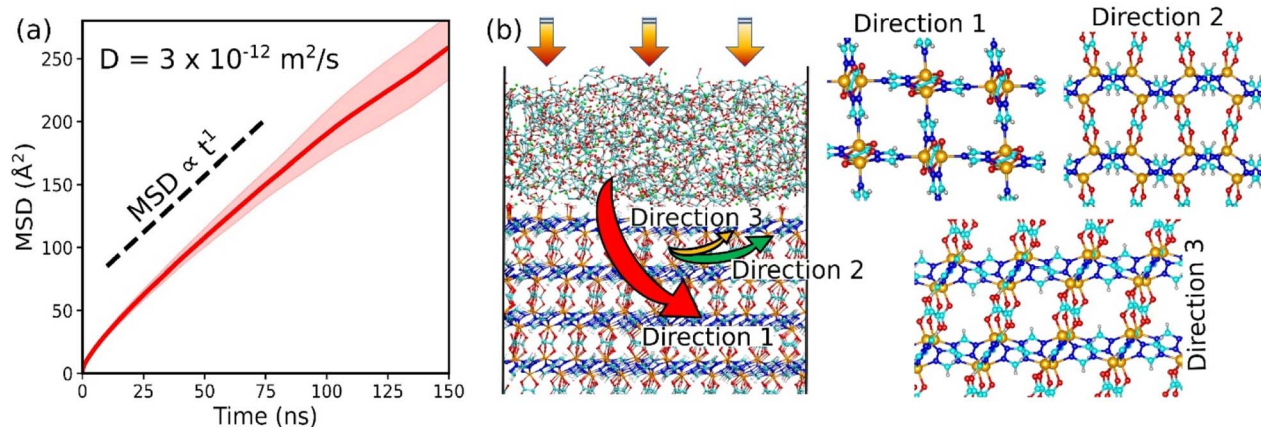 (a)
D = 3 x 10⁻¹² m²/s
MSD ∝ t¹
MSD (Å²)
250
200
150
100
50
0
0 25 50 75 100 125 150
Time (ns)
(b)
Direction 3
Direction 2
Direction 1
Direction 1
Direction 2
Direction 3